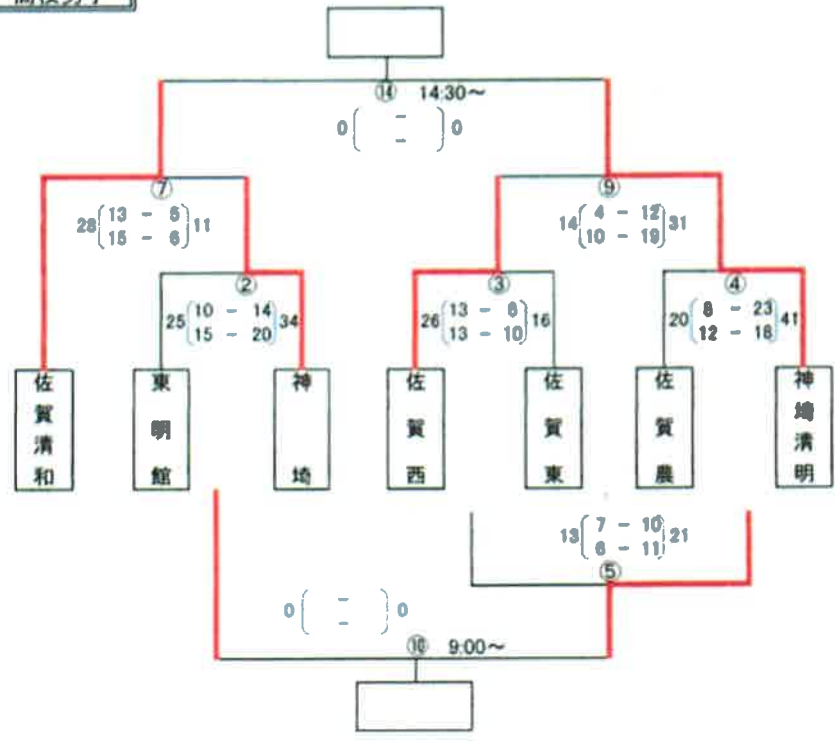 ⑭ 14:30～
0 ( - ) 0
( - )
⑦ ⑨
28 ( 13 - 5 ) 11
( 15 - 6 )
14 ( 4 - 12 ) 31
( 10 - 19 )
② ③ ④
25 ( 10 - 14 ) 34
( 15 - 20 )
26 ( 13 - 6 ) 16
( 13 - 10 )
20 ( 8 - 23 ) 41
( 12 - 18 )
佐賀清和
東明館
神埼
佐賀西
佐賀東
佐賀農
神埼清明
13 ( 7 - 10 ) 21
( 6 - 11 )
⑤
0 ( - ) 0
( - )
⑩ 9:00～